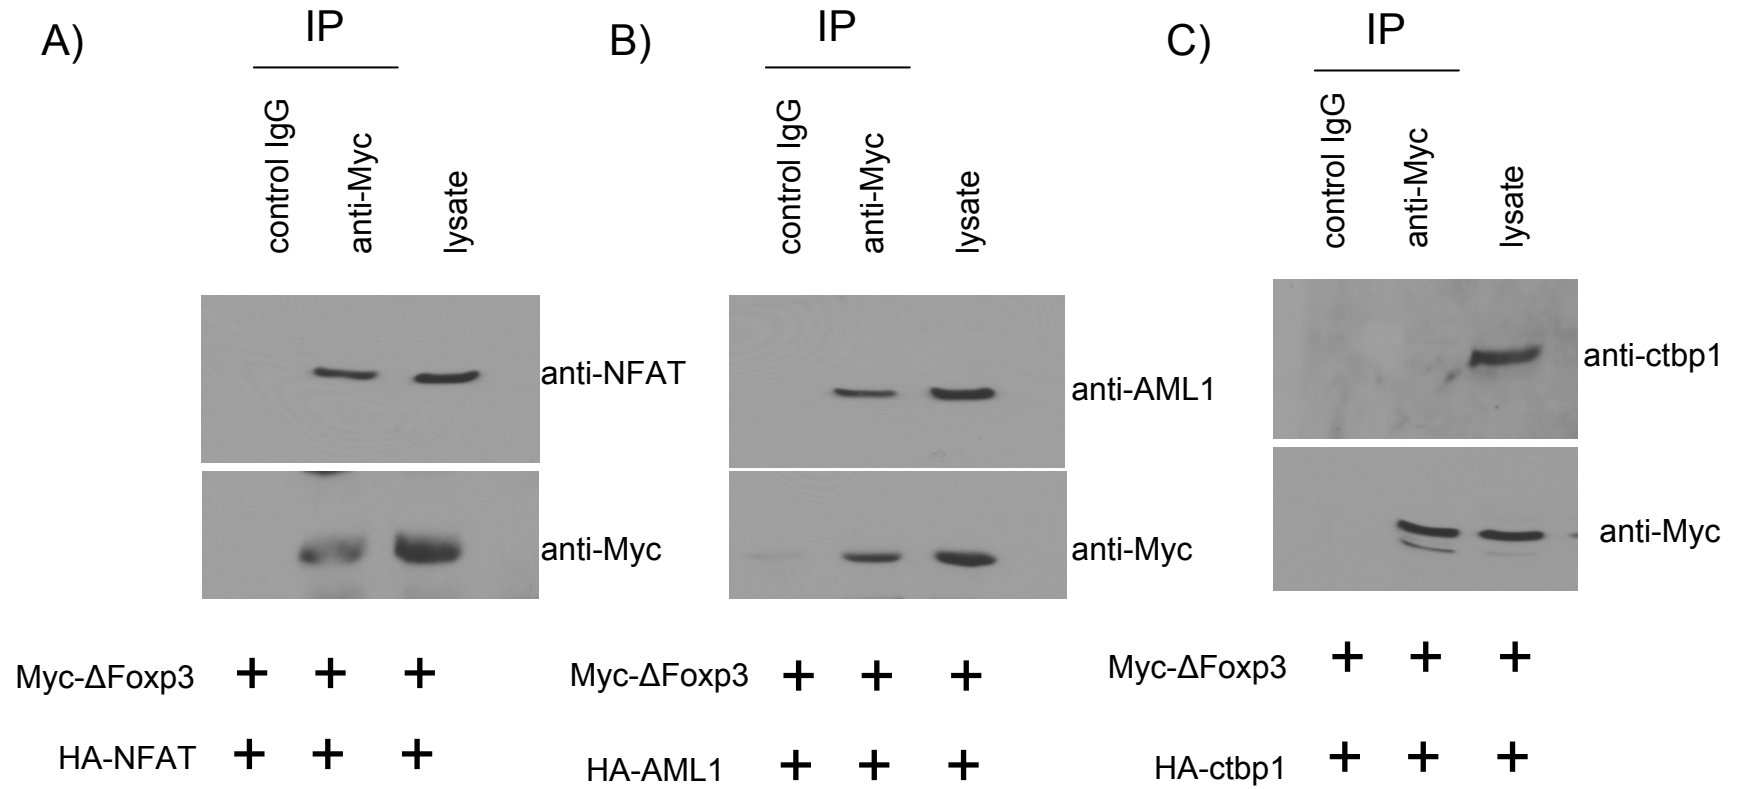 A)
IP
control IgG
anti-Myc
lysate
anti-NFAT
anti-Myc
Myc-ΔFoxp3 + + +
HA-NFAT + + +
B)
IP
control IgG
anti-Myc
lysate
anti-AML1
anti-Myc
Myc-ΔFoxp3 + + +
HA-AML1 + + +
C)
IP
control IgG
anti-Myc
lysate
anti-ctbp1
anti-Myc
Myc-ΔFoxp3 + + +
HA-ctbp1 + + +